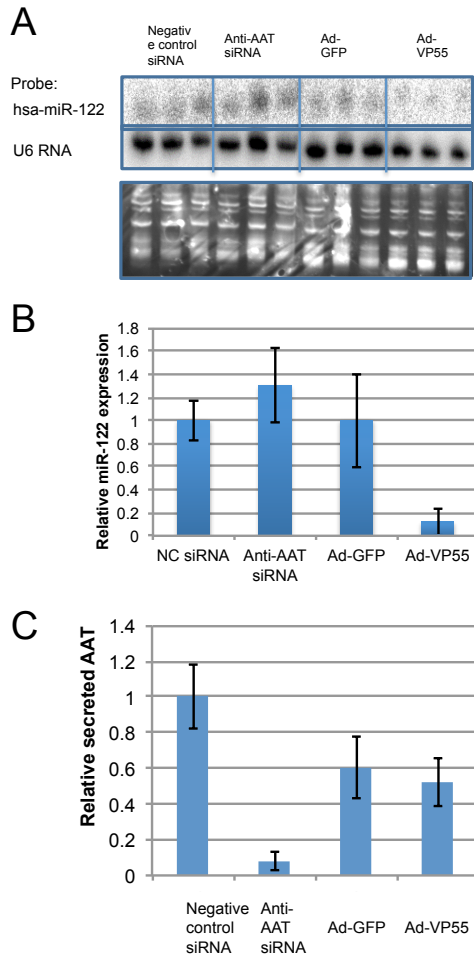 A
Negativ
e control
siRNA
Anti-AAT
siRNA
Ad-
GFP
Ad-
VP55
Probe:
hsa-miR-122
U6 RNA
B
Relative miR-122 expression
1.8
1.6
1.4
1.2
1
0.8
0.6
0.4
0.2
0
NC siRNA
Anti-AAT
siRNA
Ad-GFP
Ad-VP55
C
Relative secreted AAT
1.4
1.2
1
0.8
0.6
0.4
0.2
0
Negative
control
siRNA
Anti-
AAT
siRNA
Ad-GFP
Ad-VP55